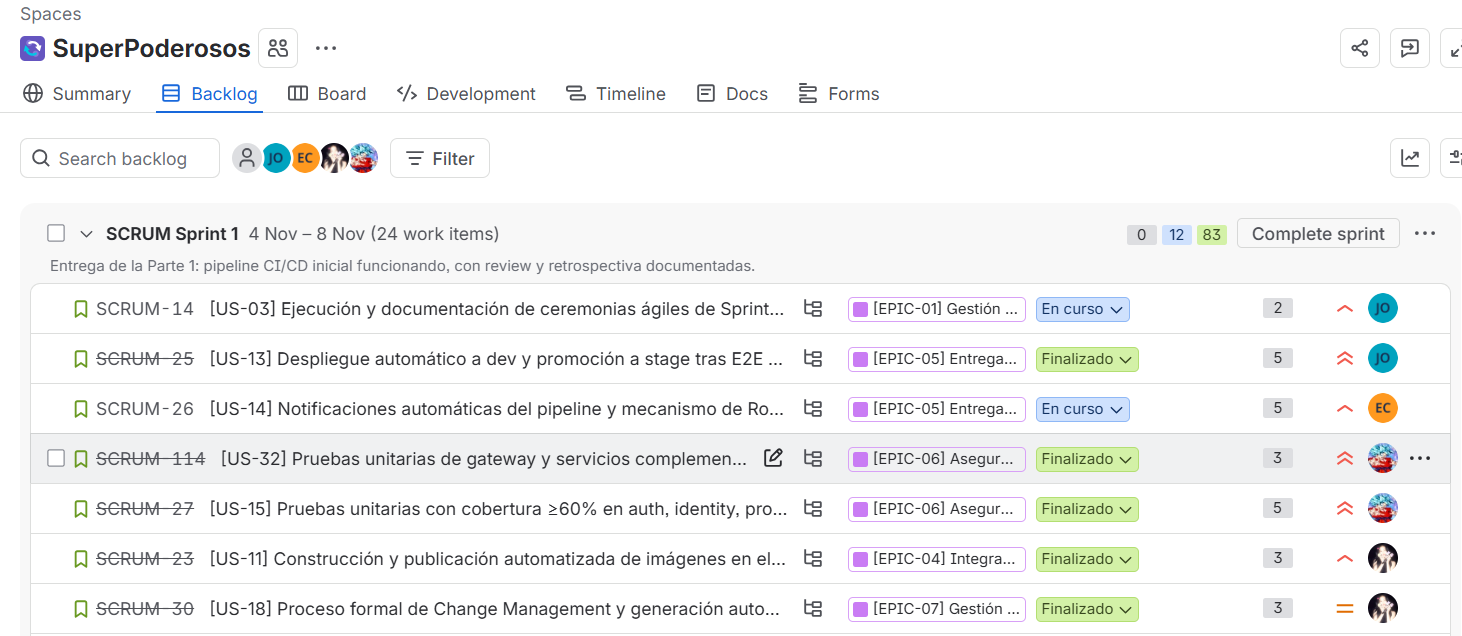 Spaces
SuperPoderosos
Summary Backlog Board Development Timeline Docs Forms
Search backlog JO EC Filter
SCRUM Sprint 1 4 Nov – 8 Nov (24 work items) 0 12 83 Complete sprint
Entrega de la Parte 1: pipeline CI/CD inicial funcionando, con review y retrospectiva documentadas.
SCRUM-14 [US-03] Ejecución y documentación de ceremonias ágiles de Sprint... [EPIC-01] Gestión ... En curso 2 JO
SCRUM-25 [US-13] Despliegue automático a dev y promoción a stage tras E2E ... [EPIC-05] Entrega... Finalizado 5 JO
SCRUM-26 [US-14] Notificaciones automáticas del pipeline y mecanismo de Ro... [EPIC-05] Entrega... En curso 5 EC
SCRUM-114 [US-32] Pruebas unitarias de gateway y servicios complemen... [EPIC-06] Asegur... Finalizado 3
SCRUM-27 [US-15] Pruebas unitarias con cobertura ≥60% en auth, identity, pro... [EPIC-06] Asegur... Finalizado 5
SCRUM-23 [US-11] Construcción y publicación automatizada de imágenes en el... [EPIC-04] Integra... Finalizado 3
SCRUM-30 [US-18] Proceso formal de Change Management y generación auto... [EPIC-07] Gestión ... Finalizado 3